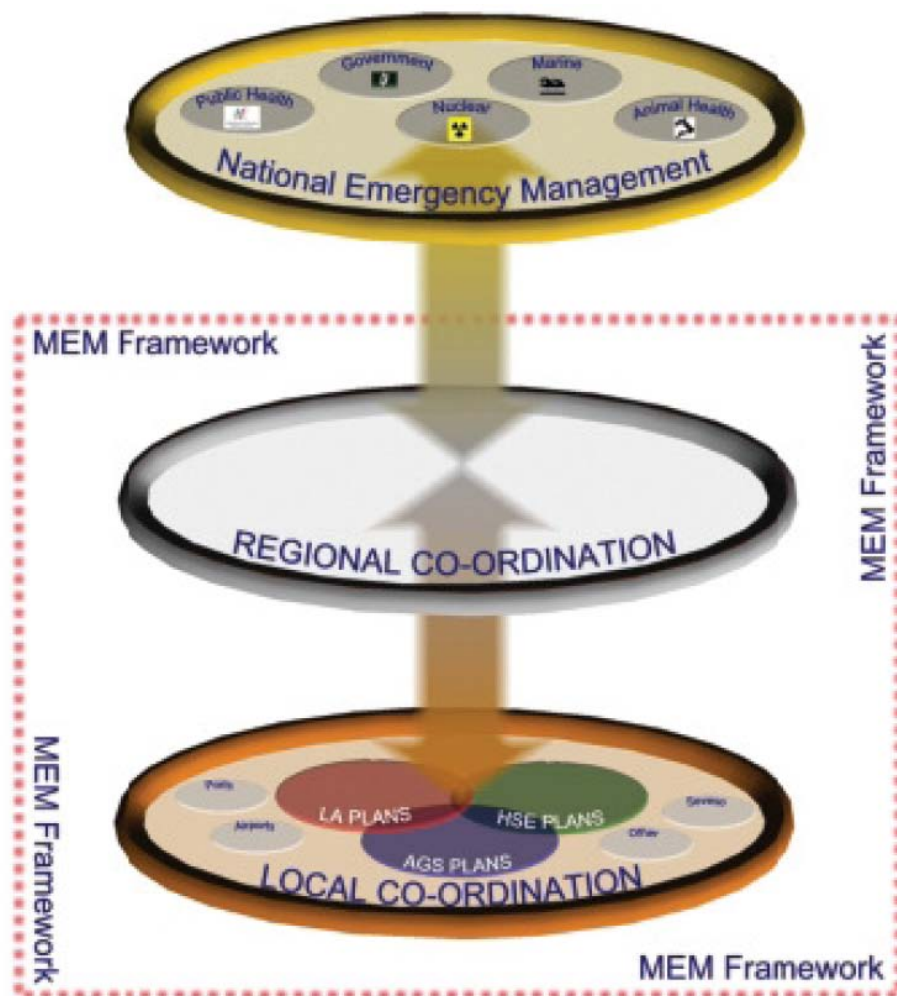 Government
Marine
Public Health
Nuclear
Animal Health
National Emergency Management
MEM Framework
MEM Framework
REGIONAL CO-ORDINATION
MEM Framework
Ports
Seveso
LA PLANS
HSE PLANS
Airports
Other
AGS PLANS
LOCAL CO-ORDINATION
MEM Framework